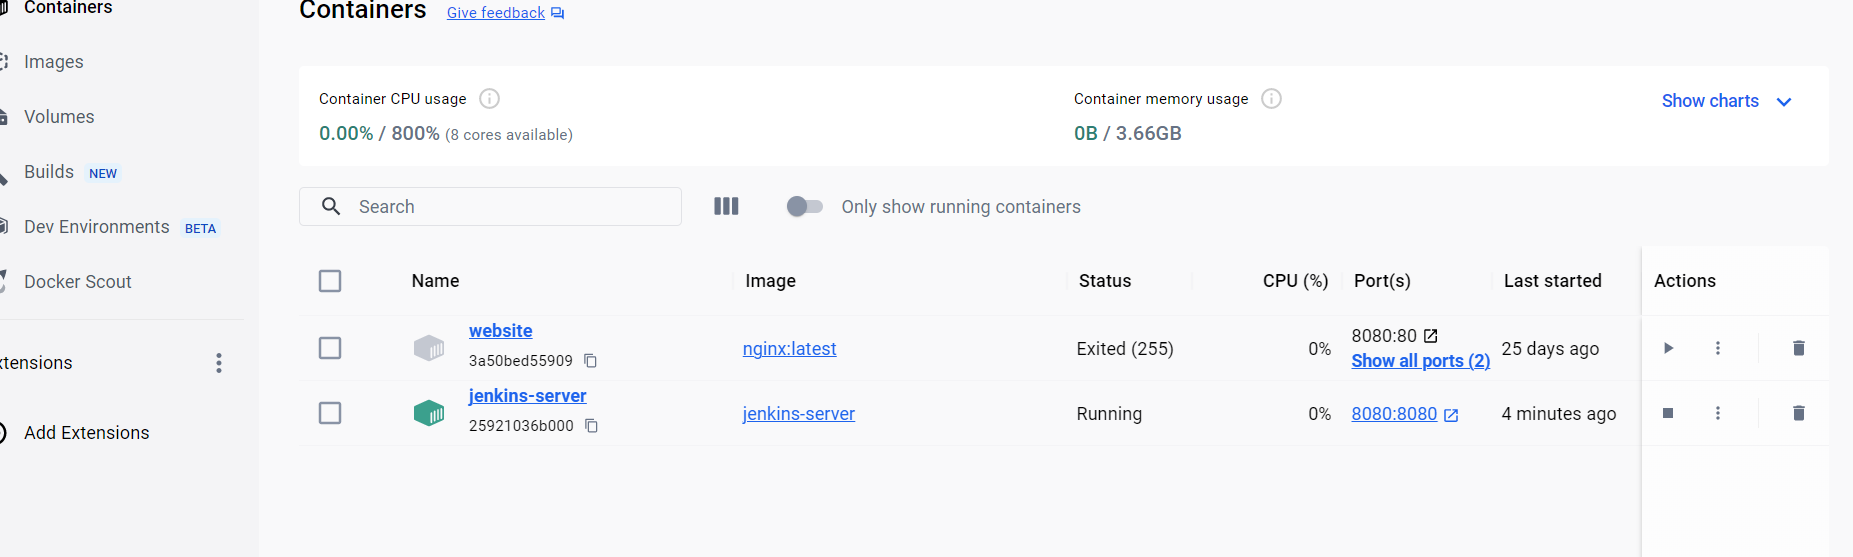 Containers
Images
Volumes
Builds NEW
Dev Environments BETA
Docker Scout
xtensions
Add Extensions
Containers Give feedback
Container CPU usage
0.00% / 800% (8 cores available)
Container memory usage
0B / 3.66GB
Show charts
Search
Only show running containers
Name Image Status CPU (%) Port(s) Last started Actions
website
3a50bed55909
nginx:latest Exited (255) 0% 8080:80
Show all ports (2)
25 days ago
jenkins-server
25921036b000
jenkins-server Running 0% 8080:8080 4 minutes ago